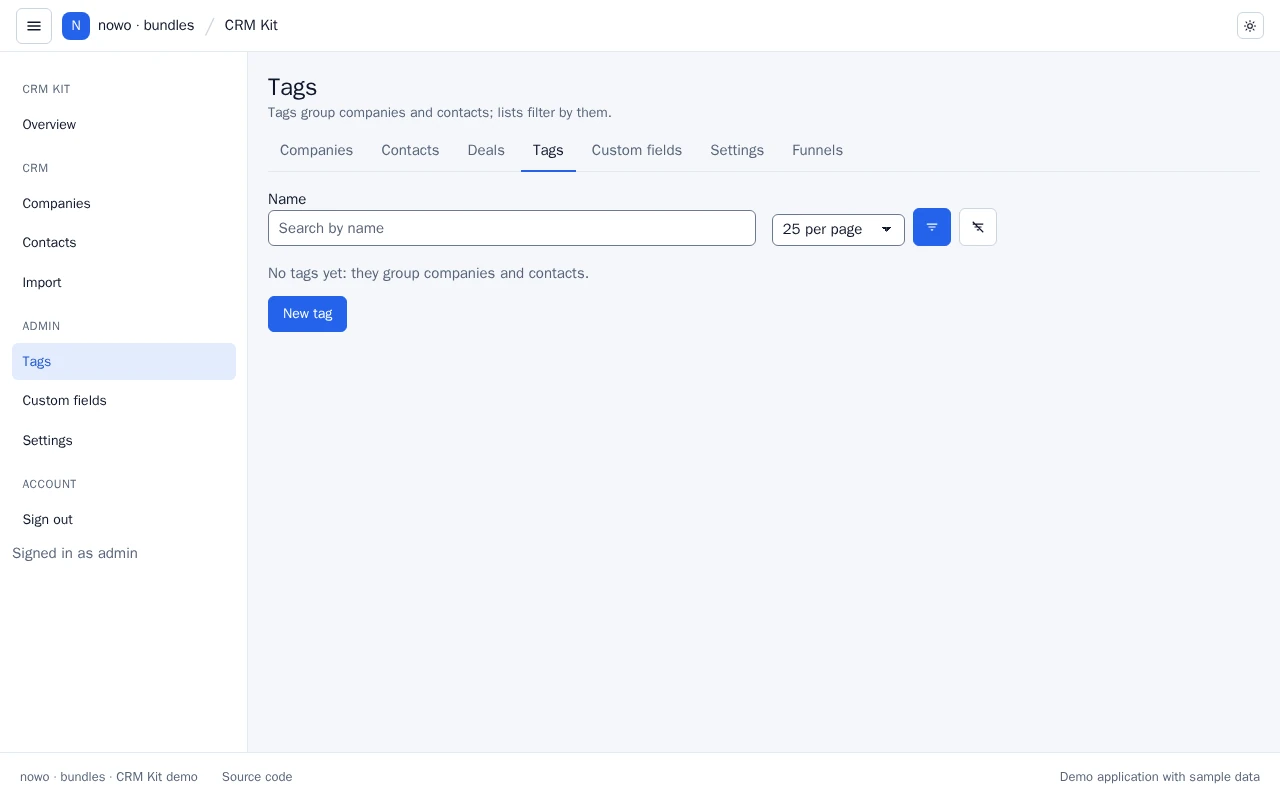 N nowo · bundles / CRM Kit
CRM KIT
Overview
CRM
Companies
Contacts
Import
ADMIN
Tags
Custom fields
Settings
ACCOUNT
Sign out
Signed in as admin
Tags
Tags group companies and contacts; lists filter by them.
Companies Contacts Deals Tags Custom fields Settings Funnels
Name
Search by name 25 per page
No tags yet: they group companies and contacts.
New tag
nowo · bundles · CRM Kit demo Source code Demo application with sample data